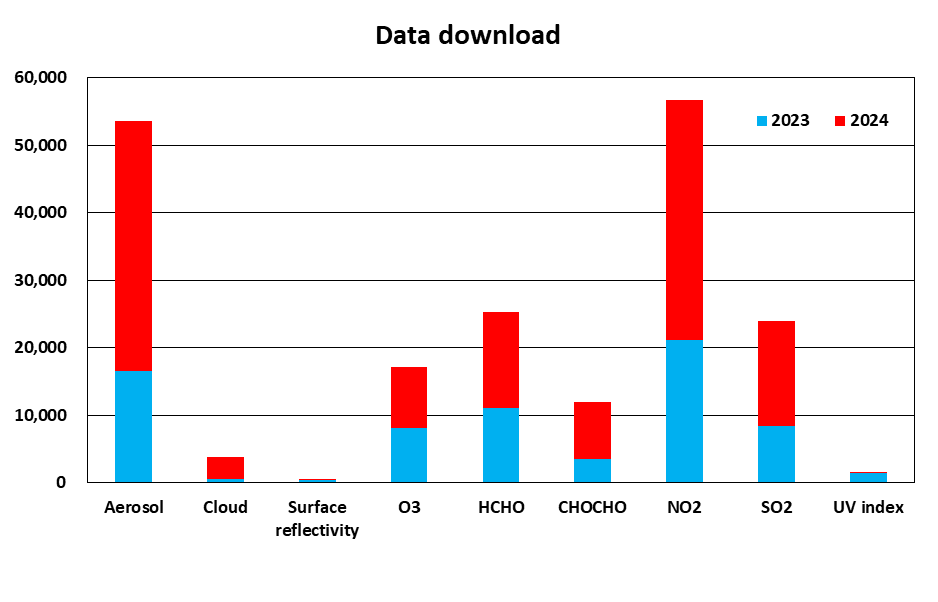 Data download
60,000
50,000
40,000
30,000
20,000
10,000
0
2023 2024
Aerosol Cloud Surface O3 HCHO CHOCHO NO2 SO2 UV index
reflectivity